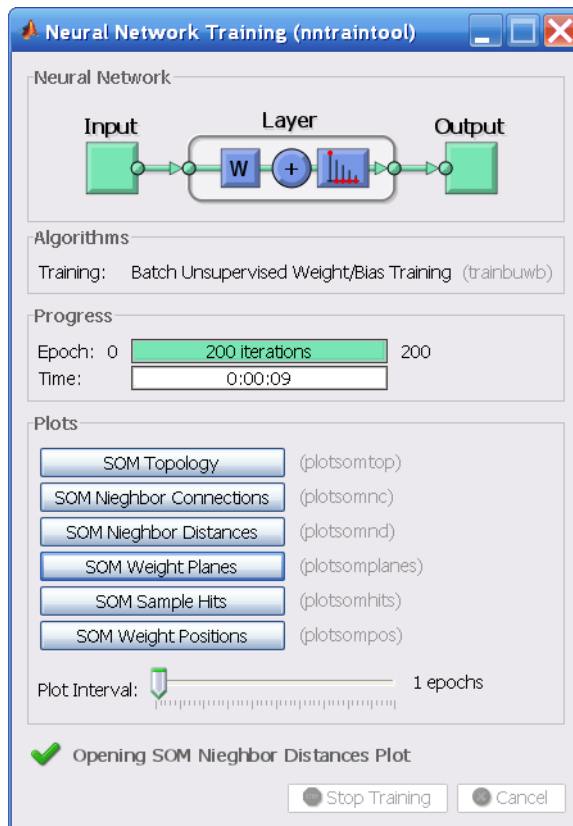 Neural Network Training (nntraintool)
Neural Network
Input Layer Output
W +
Algorithms
Training: Batch Unsupervised Weight/Bias Training (trainbuwb)
Progress
Epoch: 0 200 iterations 200
Time: 0:00:09
Plots
SOM Topology (plotsomtop)
SOM Nieghbor Connections (plotsomnc)
SOM Nieghbor Distances (plotsomnd)
SOM Weight Planes (plotsomplanes)
SOM Sample Hits (plotsomhits)
SOM Weight Positions (plotsompos)
Plot Interval: 1 epochs
Opening SOM Nieghbor Distances Plot
Stop Training Cancel